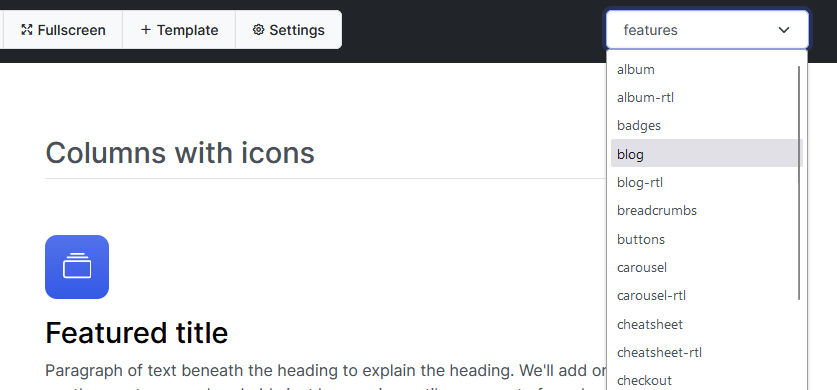 Fullscreen
Template
Settings
features
album
album-rtl
badges
blog
blog-rtl
breadcrumbs
buttons
carousel
carousel-rtl
cheatsheet
cheatsheet-rtl
checkout
Columns with icons
Featured title
Paragraph of text beneath the heading to explain the heading. We'll add